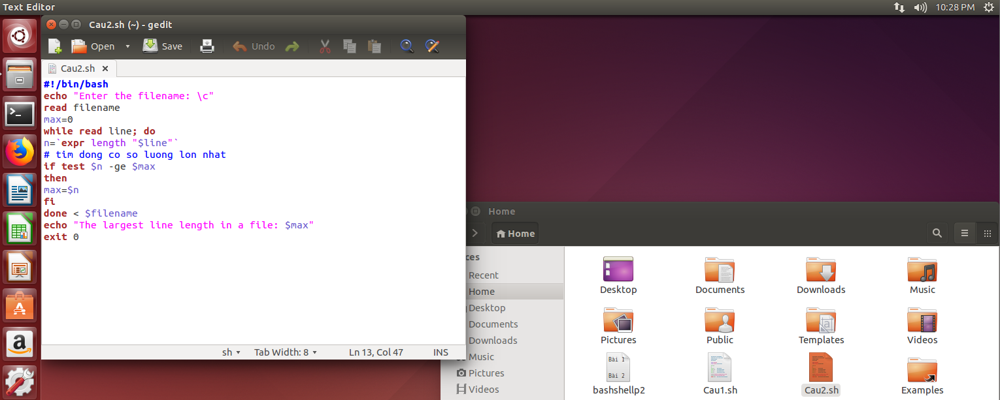 Text Editor
10:28 PM
Cau2.sh (~) - gedit
Open
Save
Undo
Cau2.sh
#!/bin/bash
echo "Enter the filename: \c"
read filename
max=0
while read line; do
n=`expr length "$line"`
# tim dong co so luong lon nhat
if test $n -ge $max
then
max=$n
fi
done < $filename
echo "The largest line length in a file: $max"
exit 0
sh
Tab Width: 8
Ln 13, Col 47
INS
Home
Home
ces
Recent
Home
Desktop
Documents
Downloads
Music
Pictures
Videos
Desktop
Documents
Downloads
Music
Pictures
Public
Templates
Videos
Bài 1
Bài 2
bashshellp2
Cau1.sh
Cau2.sh
Examples